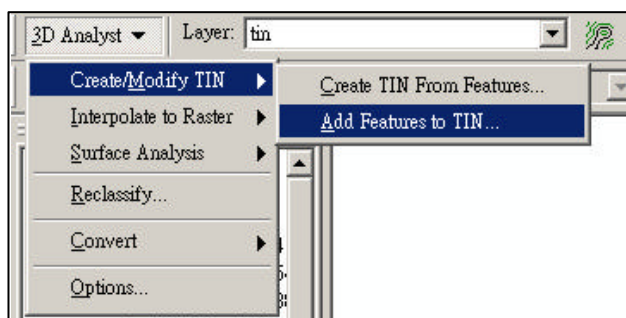 3D Analyst Layer: tin
Create/Modify TIN
Create TIN From Features...
Interpolate to Raster
Add Features to TIN...
Surface Analysis
Reclassify...
Convert
Options...